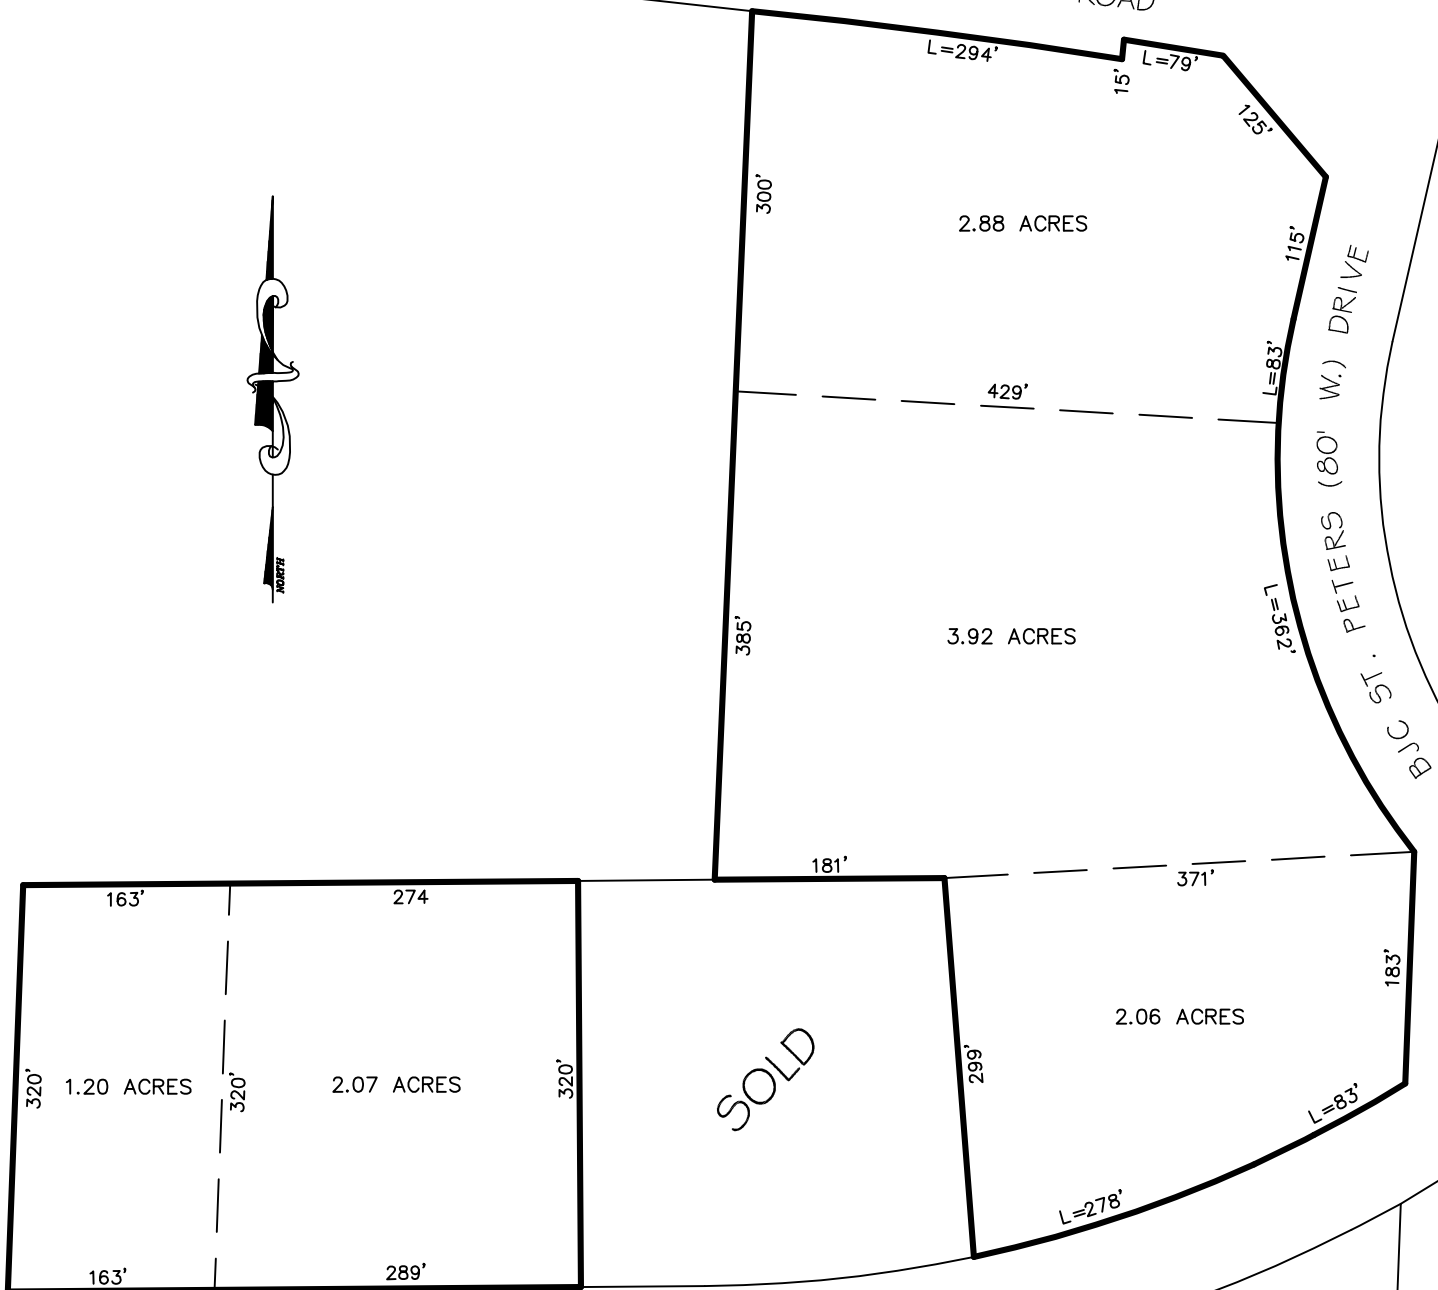 ROAD
L=294'
15'
L=79'
125'
300'
2.88 ACRES
115'
L=83'
429'
BJC ST. PETERS (80' W.) DRIVE
NORTH
385'
3.92 ACRES
L=362'
181'
371'
163'
274
183'
2.06 ACRES
320'
1.20 ACRES
320'
2.07 ACRES
320'
SOLD
299'
L=83'
L=278'
163'
289'